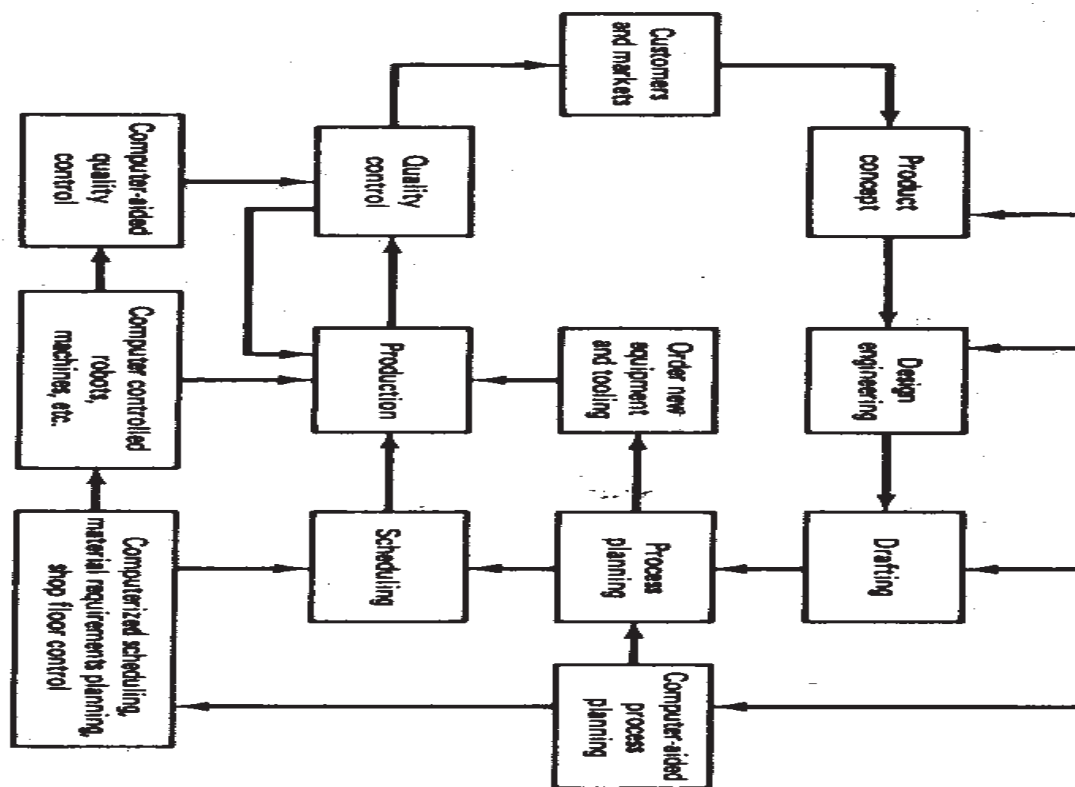 Product
concept
Design
engineering
Drafting
Customers
and markets
Order new
equipment
and tooling
Process
planning
Computer-aided
process
planning
Quality
control
Production
Scheduling
Computer-aided
quality
control
Computer controlled
robots,
machines, etc.
Computerized scheduling,
material requirements planning,
shop floor control